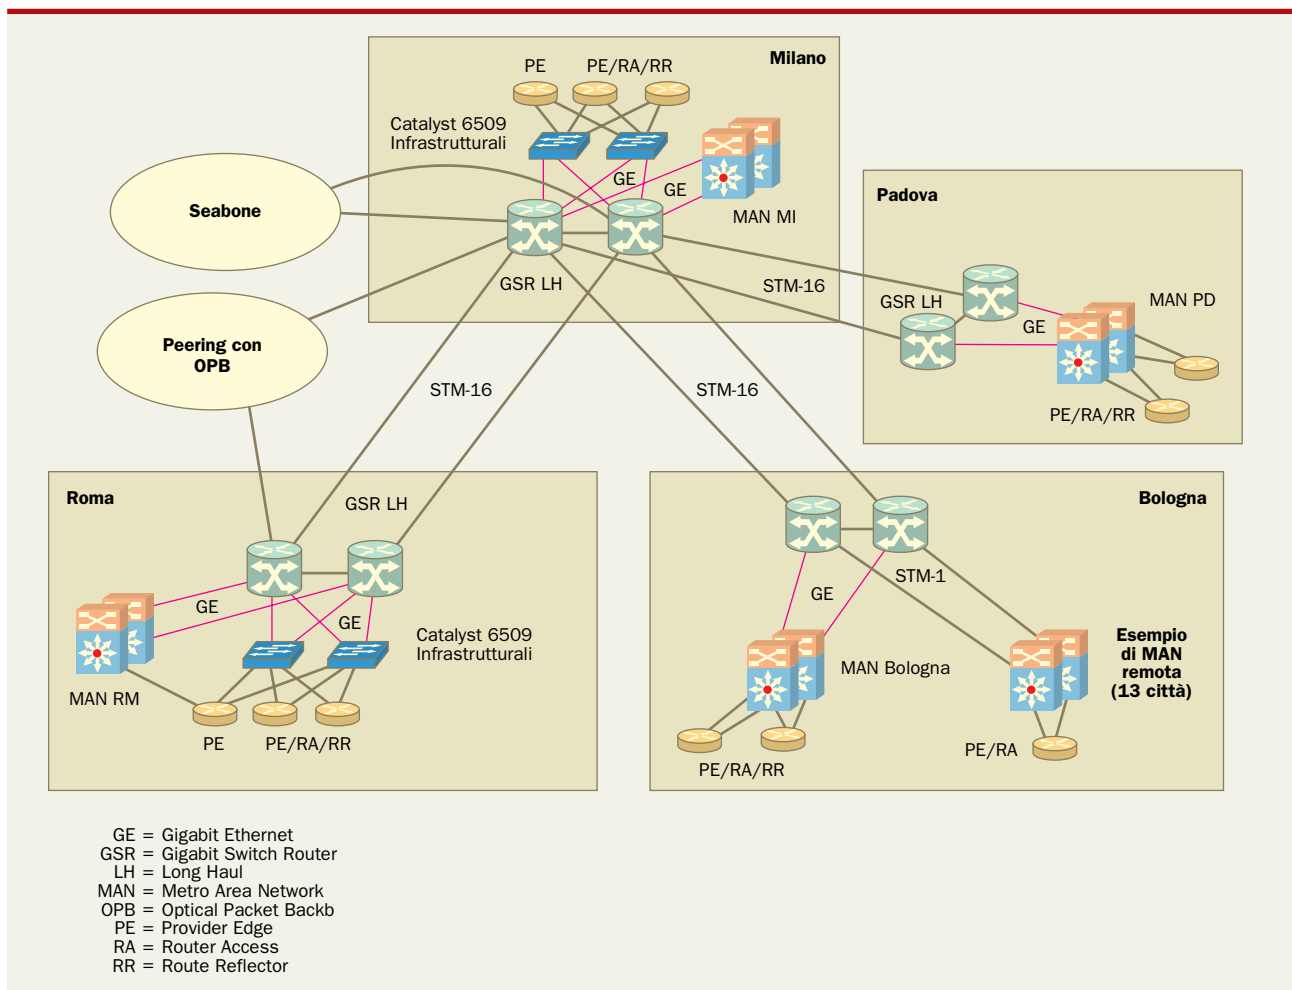 Milano
PE
PE/RA/RR
Catalyst 6509
Infrastrutturali
GE
GE
MAN MI
GSR LH
Seabone
Peering con
OPB
Padova
STM-16
GSR LH
GE
MAN PD
PE/RA/RR
STM-16
STM-16
Roma
GSR LH
GE
GE
Catalyst 6509
Infrastrutturali
MAN RM
PE
PE/RA/RR
Bologna
STM-1
GE
MAN Bologna
Esempio
di MAN
remota
(13 città)
PE/RA
PE/RA/RR
GE = Gigabit Ethernet
GSR = Gigabit Switch Router
LH = Long Haul
MAN = Metro Area Network
OPB = Optical Packet Backb
PE = Provider Edge
RA = Router Access
RR = Route Reflector